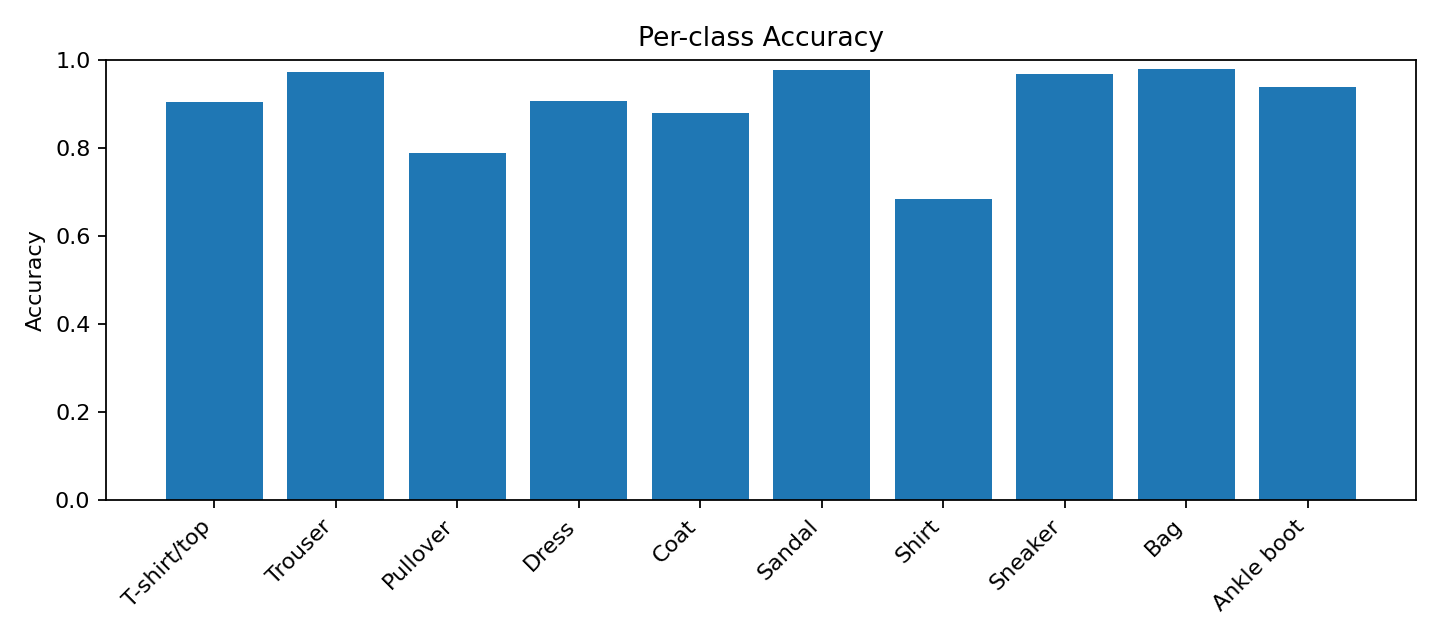 Per-class Accuracy
Accuracy
1.0
0.8
0.6
0.4
0.2
0.0
T-shirt/top
Trouser
Pullover
Dress
Coat
Sandal
Shirt
Sneaker
Bag
Ankle boot